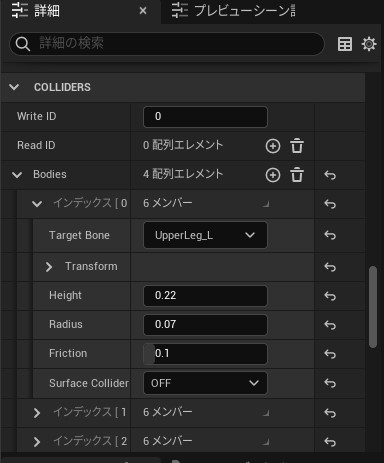 詳細
プレビューシーン
詳細の検索
COLLIDERS
Write ID 0
Read ID 0 配列エレメント
Bodies 4 配列エレメント
インデックス [ 0 6 メンバー
Target Bone UpperLeg_L
Transform
Height 0.22
Radius 0.07
Friction 0.1
Surface Collider OFF
インデックス [ 1 6 メンバー
インデックス [ 2 6 メンバー